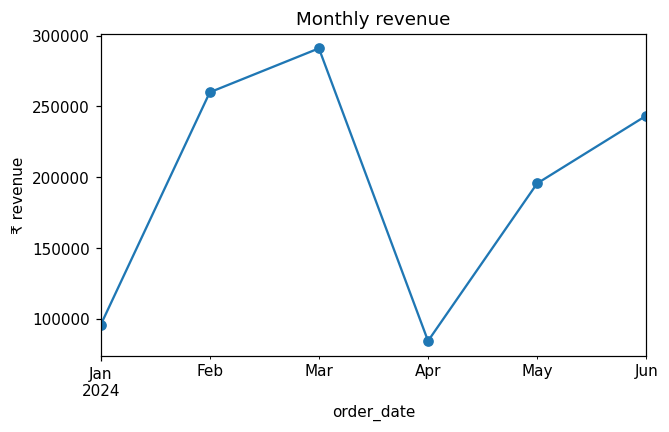 Monthly revenue
300000
250000
200000
150000
100000
₹ revenue
Jan
2024
Feb
Mar
Apr
May
Jun
order_date